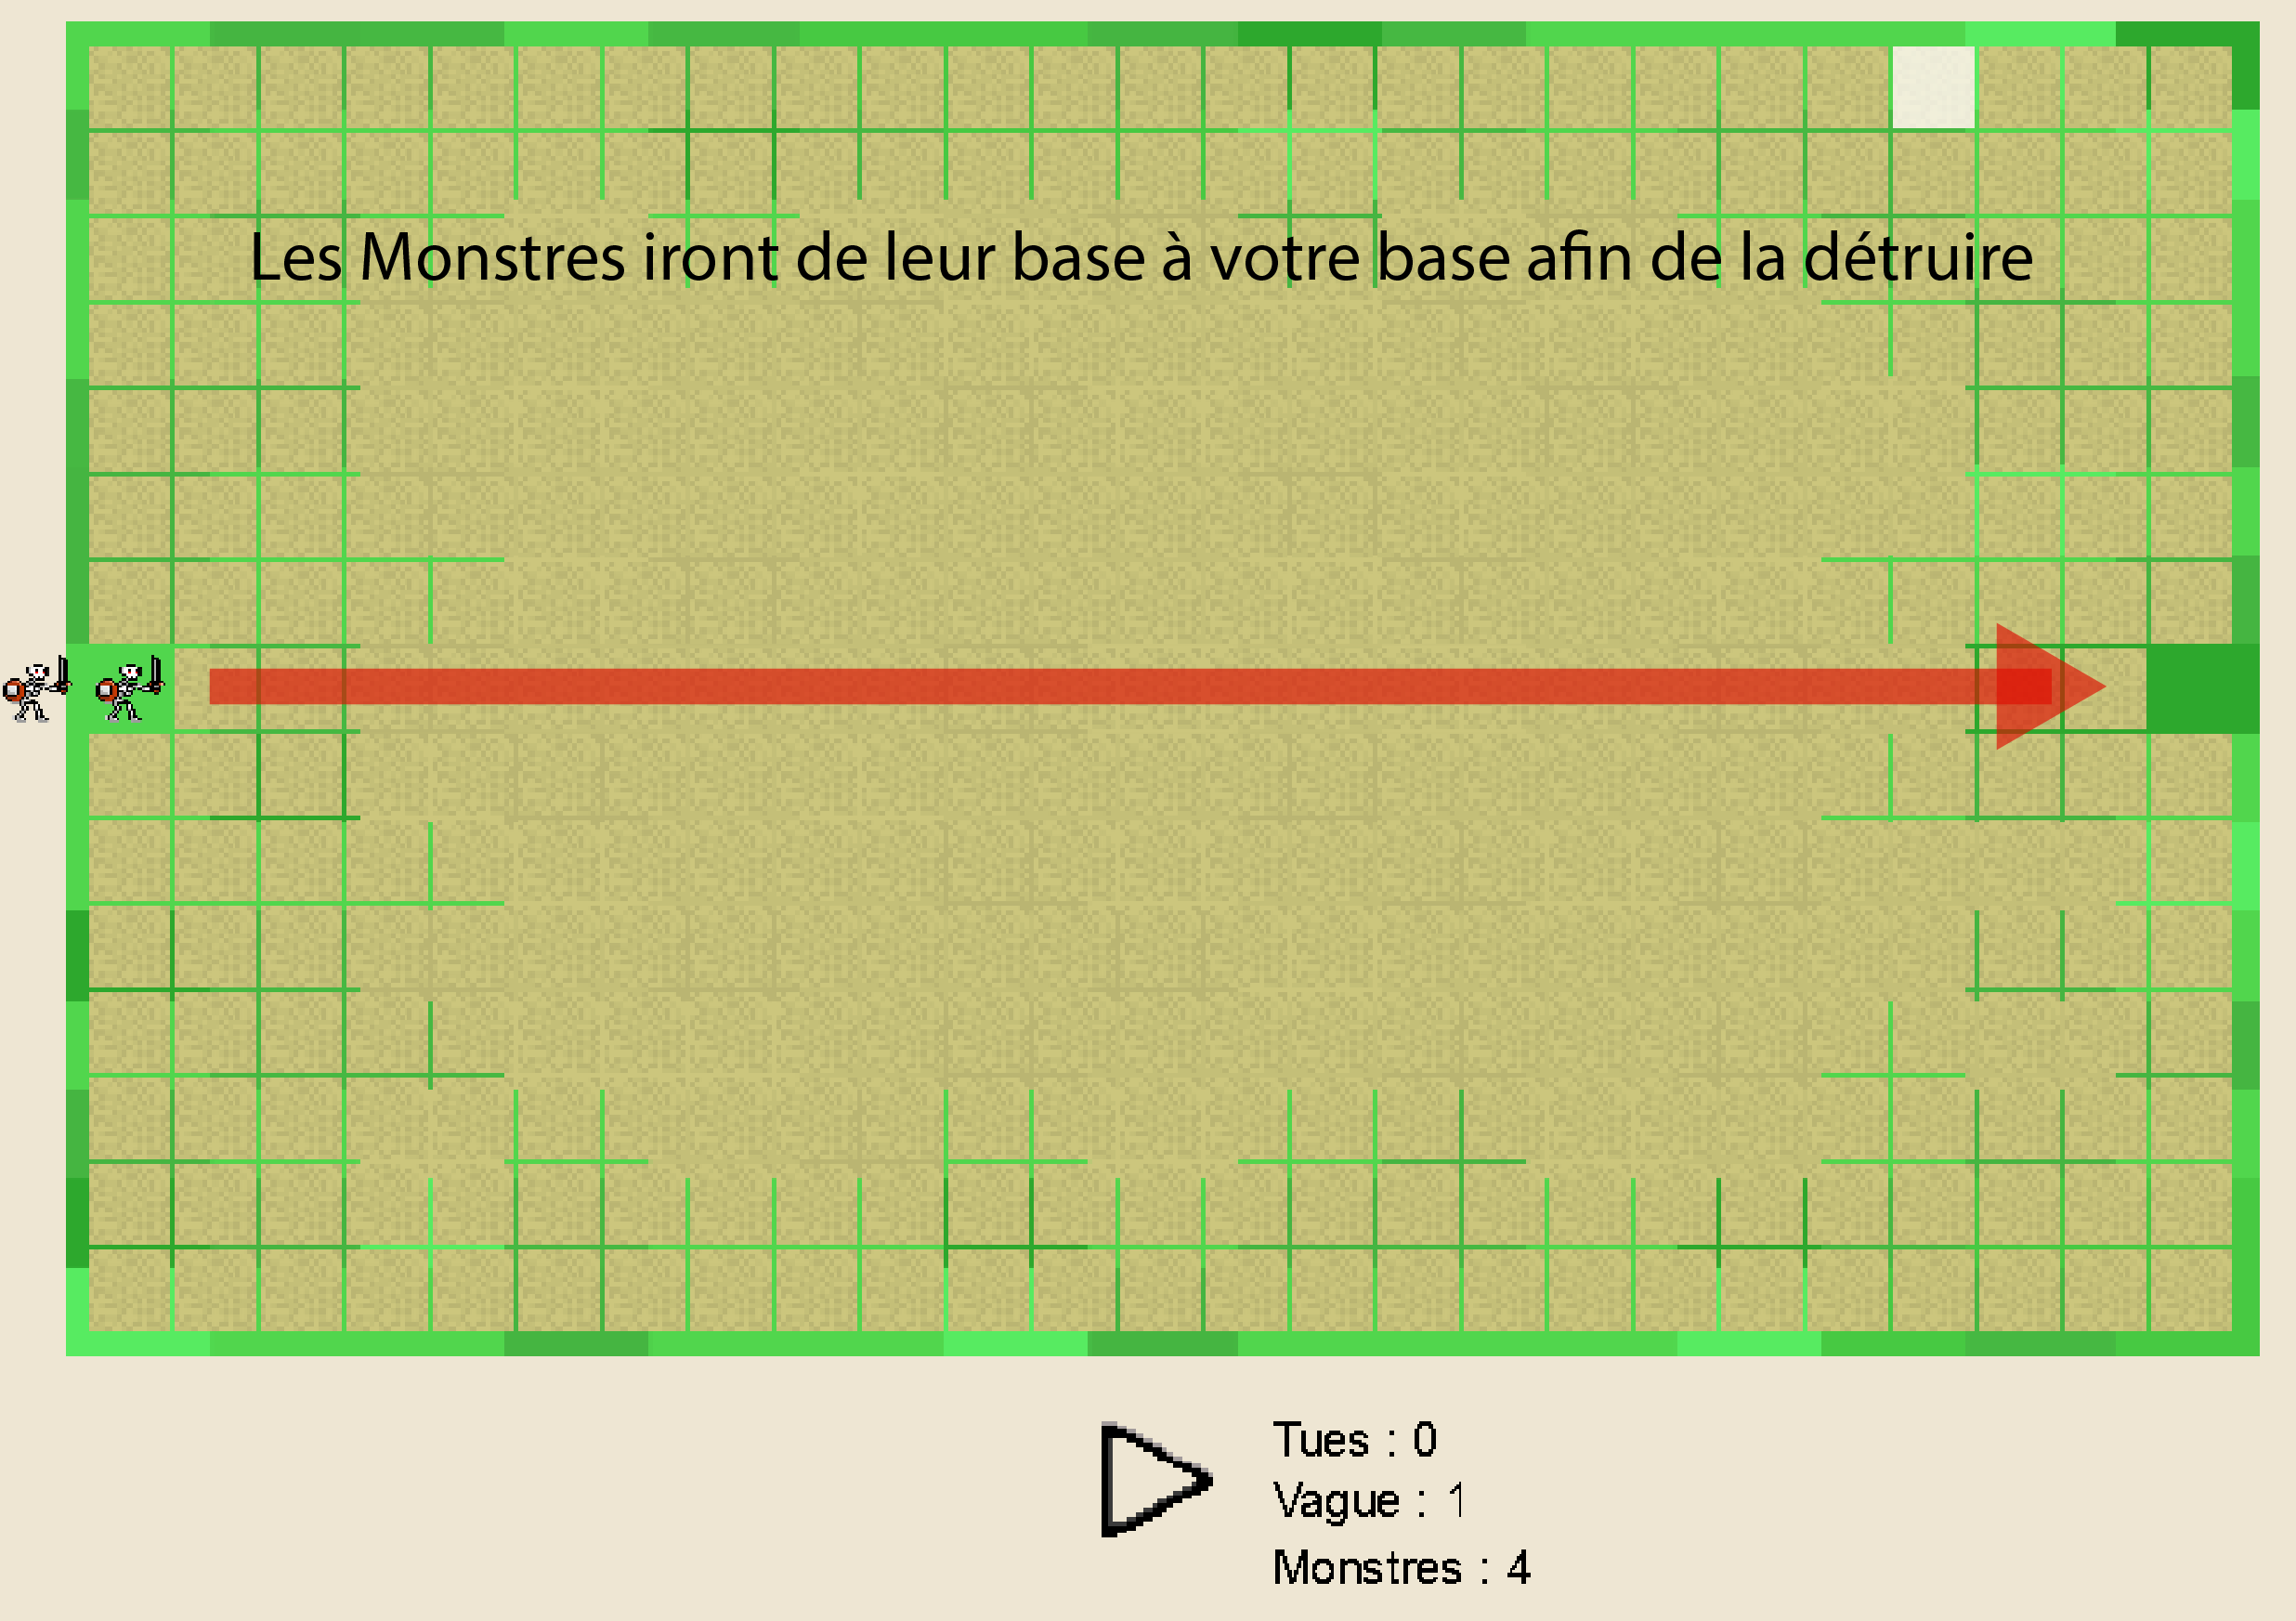 Les Monstres iront de leur base à votre base afin de la détruire
Tues : 0
Vague : 1
Monstres : 4